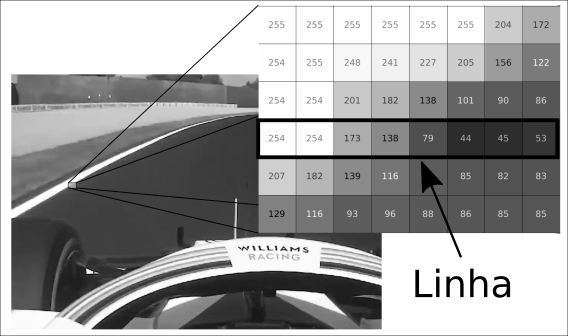 255 255 255 255 255 255 204 172
254 255 248 241 227 205 156 122
254 254 201 182 138 101 90 86
254 254 173 138 79 44 45 53
207 182 139 116 85 82 83
129 116 93 96 88 86 85 85
WILLIAMS
RACING
Linha